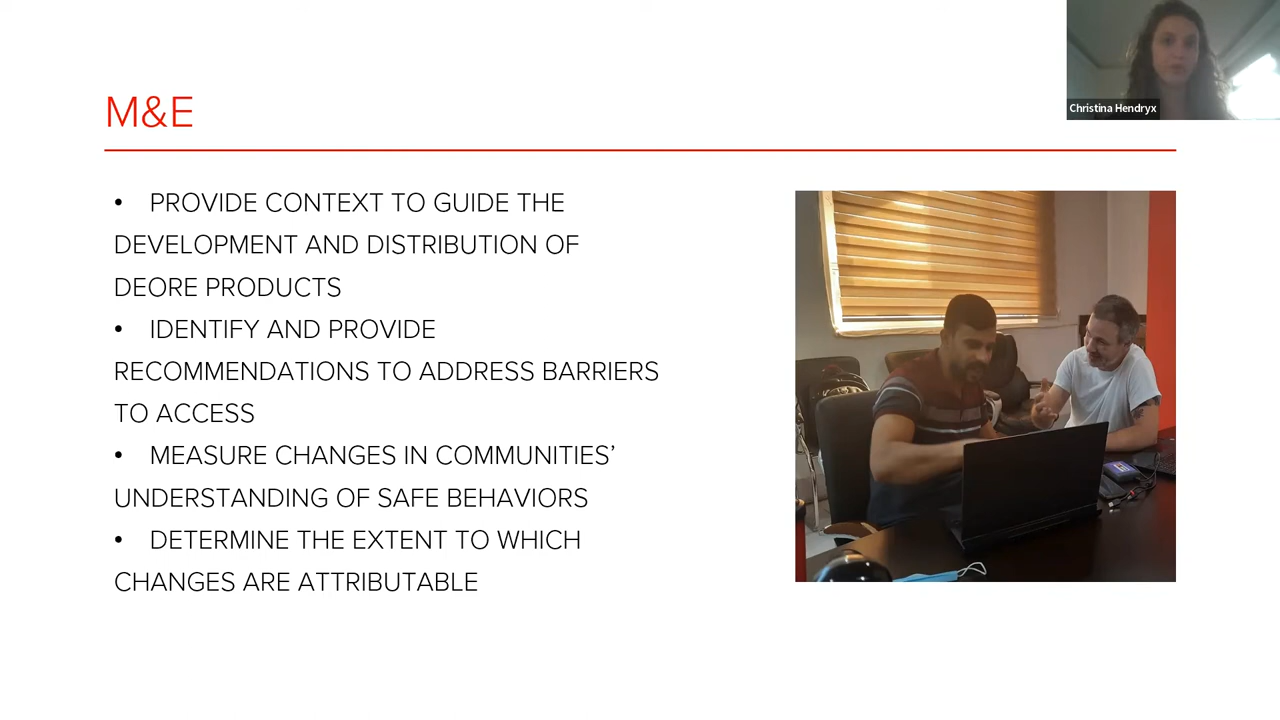 Christina Hendryx
M&E
• PROVIDE CONTEXT TO GUIDE THE
DEVELOPMENT AND DISTRIBUTION OF
DEORE PRODUCTS
• IDENTIFY AND PROVIDE
RECOMMENDATIONS TO ADDRESS BARRIERS
TO ACCESS
• MEASURE CHANGES IN COMMUNITIES’
UNDERSTANDING OF SAFE BEHAVIORS
• DETERMINE THE EXTENT TO WHICH
CHANGES ARE ATTRIBUTABLE